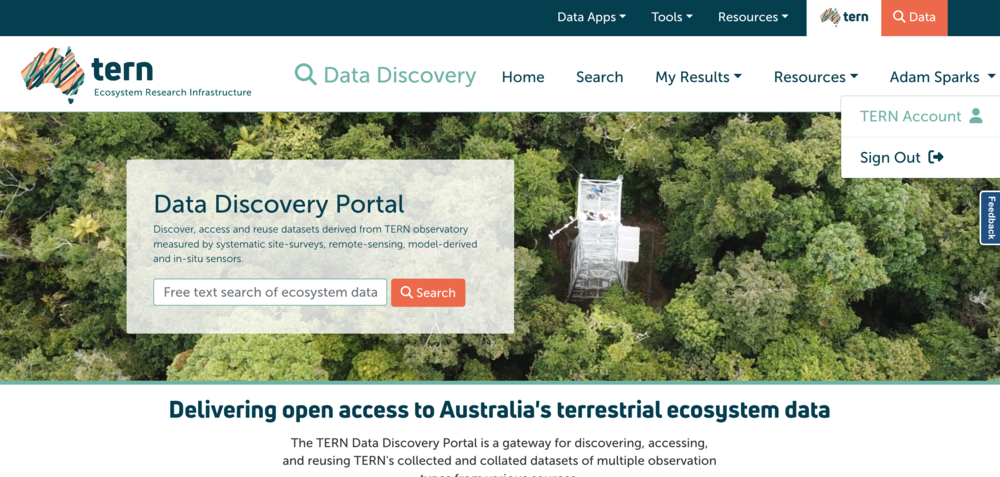 Data Apps Tools Resources tern Data
tern
Ecosystem Research Infrastructure
Data Discovery Home Search My Results Resources Adam Sparks
TERN Account
Sign Out
Feedback
Data Discovery Portal
Discover, access and reuse datasets derived from TERN observatory
measured by systematic site-surveys, remote-sensing, model-derived
and in-situ sensors.
Free text search of ecosystem data Search
Delivering open access to Australia's terrestrial ecosystem data
The TERN Data Discovery Portal is a gateway for discovering, accessing,
and reusing TERN's collected and collated datasets of multiple observation
types from various sources